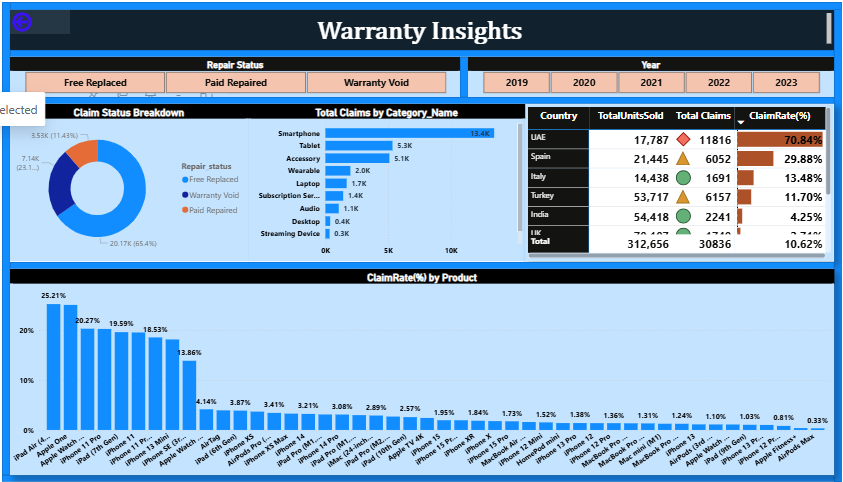 Warranty Insights
Repair Status
Free Replaced
Paid Repaired
Warranty Void
Year
2019
2020
2021
2022
2023
elected
Claim Status Breakdown
3.53K (11.43%)
7.14K
(23.1...)
20.17K (65.4%)
Repair_status
Free Replaced
Warranty Void
Paid Repaired
Total Claims by Category_Name
Smartphone 13.4K
Tablet 5.3K
Accessory 5.1K
Wearable 2.0K
Laptop 1.7K
Subscription Ser... 1.4K
Audio 1.1K
Desktop 0.4K
Streaming Device 0.3K
0K 5K 10K
Country TotalUnitsSold Total Claims ClaimRate(%)
UAE 17,787 11816 70.84%
Spain 21,445 6052 29.88%
Italy 14,438 1691 13.48%
Turkey 53,717 6157 11.70%
India 54,418 2241 4.25%
UK
Total 312,656 30836 10.62%
ClaimRate(%) by Product
25.21%
20.27%
19.59%
18.53%
13.86%
4.14%
3.87%
3.41%
3.21%
3.08%
2.89%
2.57%
1.95%
1.84%
1.73%
1.52%
1.38%
1.36%
1.31%
1.24%
1.10%
1.03%
0.81%
0.33%
20%
10%
0%
iPad Air (4...
Apple One
Apple Watch ...
iPhone 11 Pro
iPad (7th Gen)
iPhone 11
iPhone 11 Pr...
iPhone 13 Mini
iPhone SE (3r...
Apple Watch ...
AirTag
iPad (6th Gen)
iPhone XS
AirPods Pro (...
iPhone XS Max
iPhone 14
iPad Pro (M1,...
iPhone 14 Pro
iPad Pro (M1,...
iMac (24-inch...
iPad Pro (M2,...
iPad (10th Gen)
Apple TV 4K
iPhone 15
iPhone 15 Pr...
iPhone XR
iPhone X
iPhone 15 Pro
MacBook Air ...
iPhone 12 Mini
HomePod mini
iPhone 13 Pro
iPhone 12
iPhone 12 Pro
MacBook Pro ...
MacBook Pro ...
Mac mini (M1)
MacBook Pro...
iPhone 13
AirPods (3rd ...
Apple Watch ...
iPad (9th Gen)
iPhone 13 Pr...
iPhone 12 Pr...
Apple Fitness+
AirPods Max